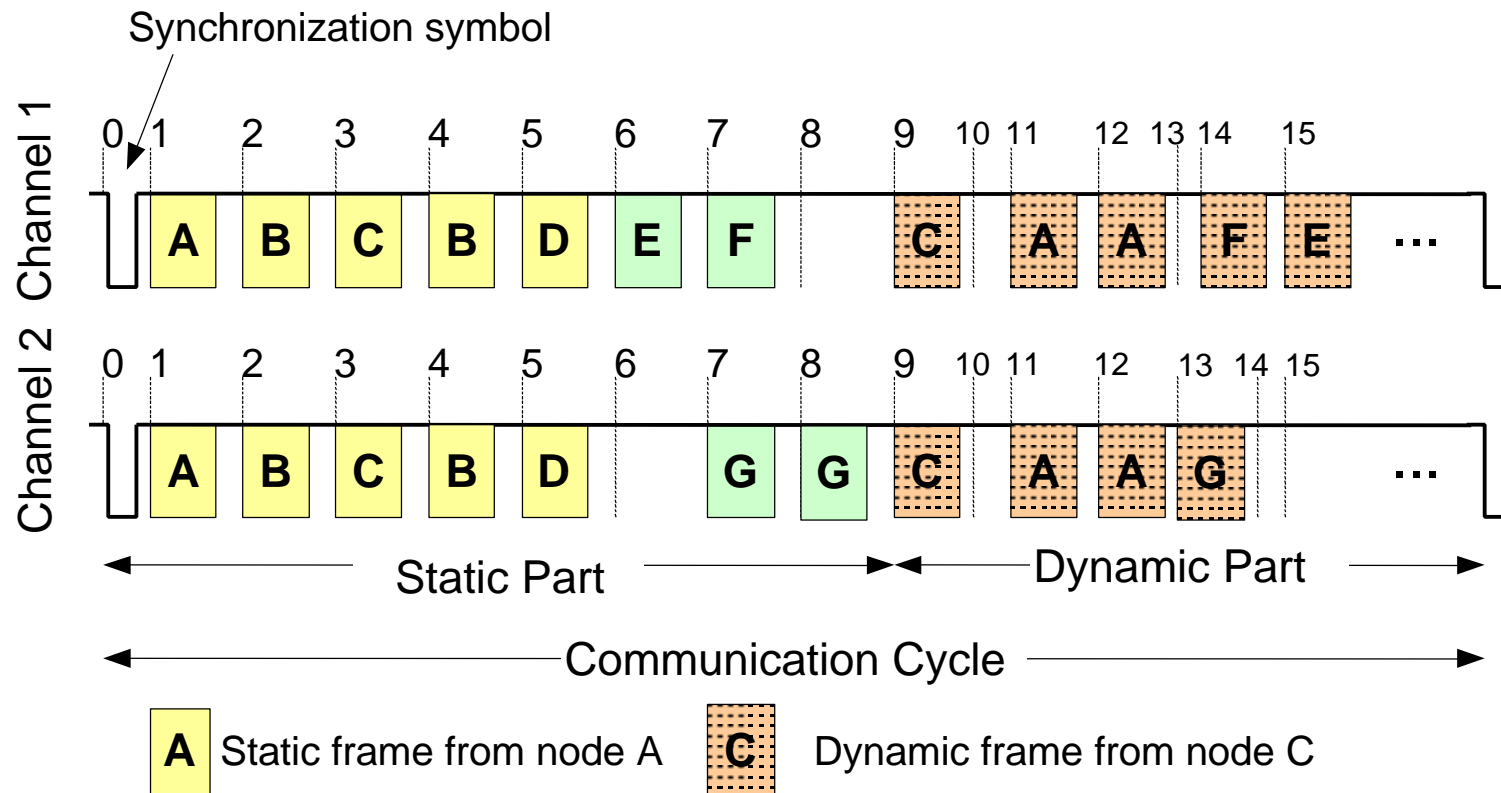 Synchronization symbol
Channel 1
0 1 2 3 4 5 6 7 8 9 10 11 12 13 14 15
A B C B D E F C A A F E ...
Channel 2
0 1 2 3 4 5 6 7 8 9 10 11 12 13 14 15
A B C B D G G C A A G ...
Static Part Dynamic Part
Communication Cycle
A Static frame from node A C Dynamic frame from node C